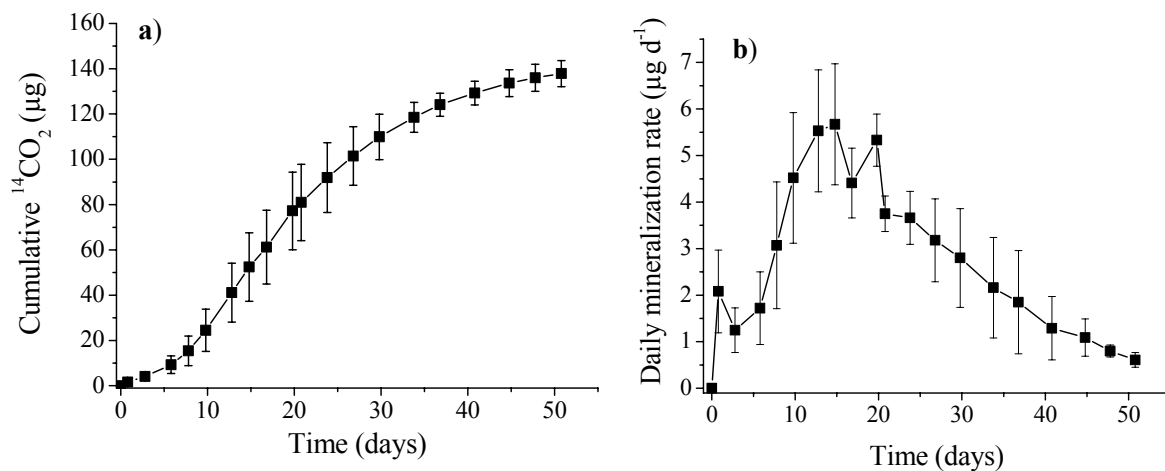 a)
Cumulative ¹⁴CO₂ (µg)
160
140
120
100
80
60
40
20
0
0 10 20 30 40 50
Time (days)
b)
Daily mineralization rate (µg d⁻¹)
7
6
5
4
3
2
1
0
0 10 20 30 40 50
Time (days)